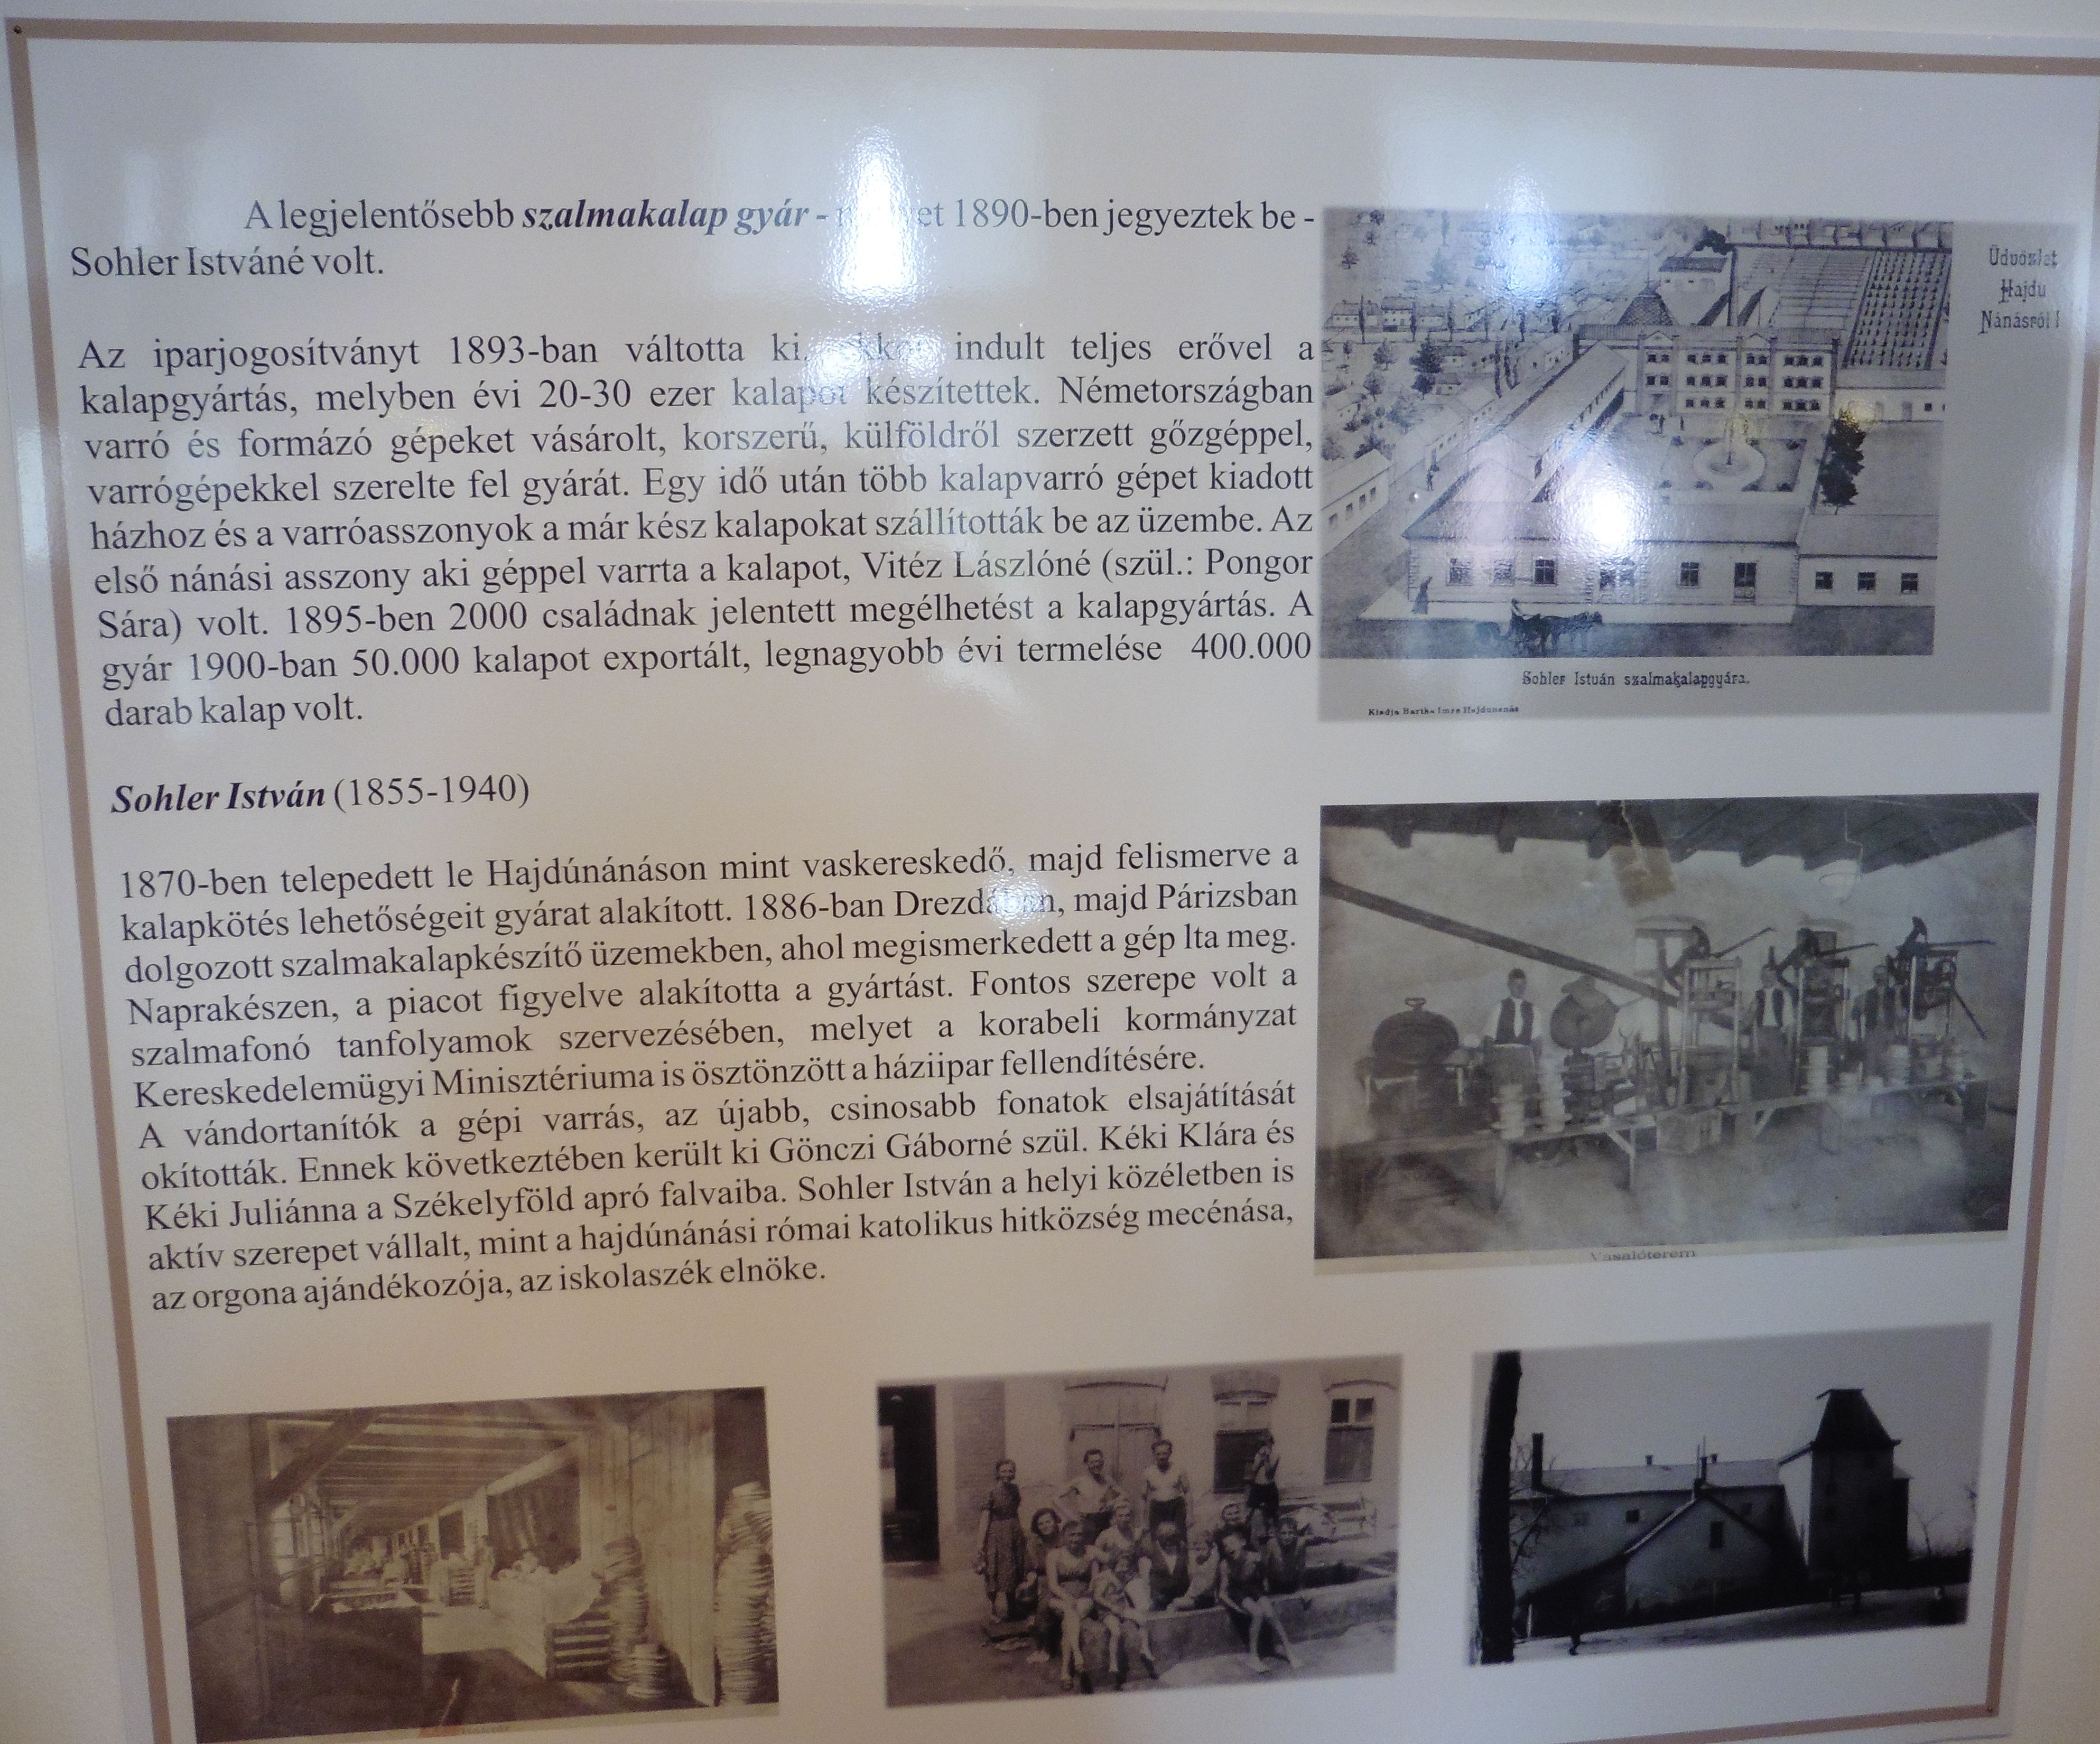 A legjelentősebb szalmakalap gyár - et 1890-ben jegyeztek be -
Sohler Istváné volt.
Az iparjogosítványt 1893-ban váltotta ki, indult teljes erővel a
kalapgyártás, melyben évi 20-30 ezer kalapot készítettek. Németországban
varró és formázó gépeket vásárolt, korszerű, külföldről szerzett gőzgéppel,
varrógépekkel szerelte fel gyárát. Egy idő után több kalapvarró gépet kiadott
házhoz és a varróasszonyok a már kész kalapokat szállították be az üzembe. Az
első nánási asszony aki géppel varrta a kalapot, Vitéz Lászlóné (szül.: Pongor
Sára) volt. 1895-ben 2000 családnak jelentett megélhetést a kalapgyártás. A
gyár 1900-ban 50.000 kalapot exportált, legnagyobb évi termelése 400.000
darab kalap volt.
Sohler István (1855-1940)
1870-ben telepedett le Hajdúnánáson mint vaskereskedő, majd felismerve a
kalapkötés lehetőségeit gyárat alakított. 1886-ban Drezdában, majd Párizsban
dolgozott szalmakalapkészítő üzemekben, ahol megismerkedett a gép lta meg.
Naprakészen, a piacot figyelve alakította a gyártást. Fontos szerepe volt a
szalmafonó tanfolyamok szervezésében, melyet a korabeli kormányzat
Kereskedelemügyi Minisztériuma is ösztönzött a háziipar fellendítésére.
A vándortanítók a gépi varrás, az újabb, csinosabb fonatok elsajátítását
okították. Ennek következtében került ki Gönczi Gáborné szül. Kéki Klára és
Kéki Juliánna a Székelyföld apró falvaiba. Sohler István a helyi közéletben is
aktív szerepet vállalt, mint a hajdúnánási római katolikus hitközség mecénása,
az orgona ajándékozója, az iskolaszék elnöke.
Üdvözlet
Hajdu
Nánásról!
Sohler István szalmakalapgyára.
Kiadja Bartha Imre Hajdunánás
Vasalóterem